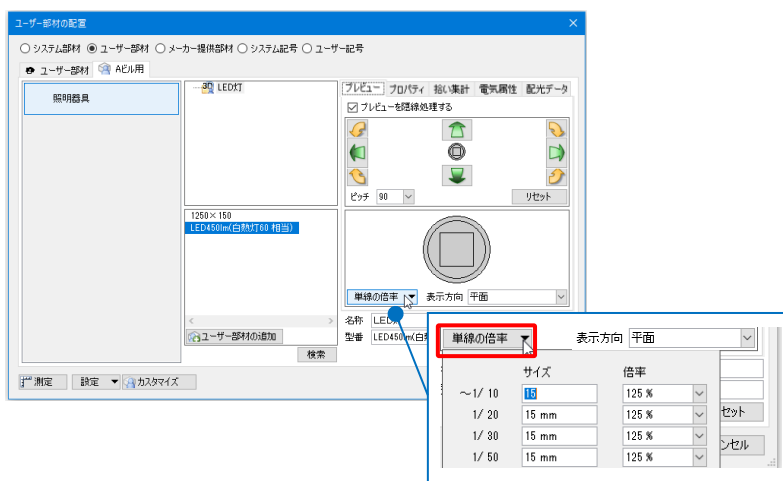 ユーザー部材の配置
システム部材 ユーザー部材 メーカー提供部材 システム記号 ユーザー記号
ユーザー部材 Aビル用
照明器具
3D LED灯
1250×150
LED450lm(白熱灯60 相当)
ユーザー部材の追加
検索
プレビュー プロパティ 拾い集計 電気属性 配光データ
プレビューを隠線処理する
ピッチ 90 リセット
単線の倍率 表示方向 平面
名称 LED
型番 LED450lm(白
測定 設定 カスタマイズ
単線の倍率 表示方向 平面
サイズ 倍率
～1/ 10 15 125 %
1/ 20 15 mm 125 %
1/ 30 15 mm 125 %
1/ 50 15 mm 125 %
セット
ンセル